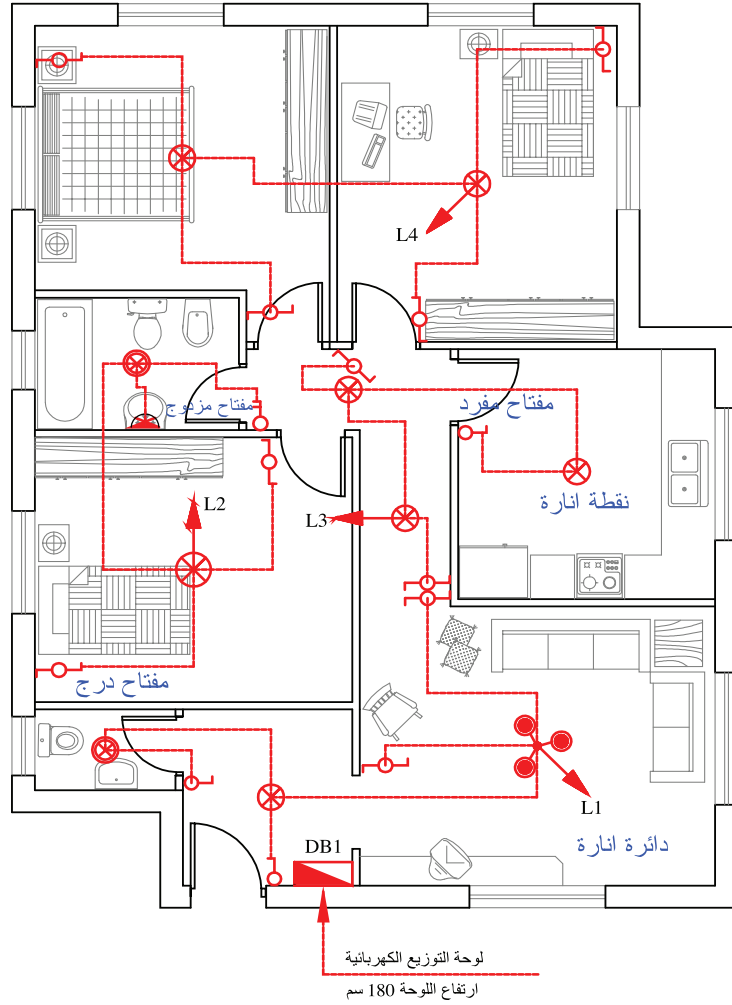 L4
مفتاح مزدوج
مفتاح مفرد
L2
L3
نقطة انارة
مفتاح درج
L1
DB1
دائرة انارة
لوحة التوزيع الكهربائية
ارتفاع اللوحة 180 سم